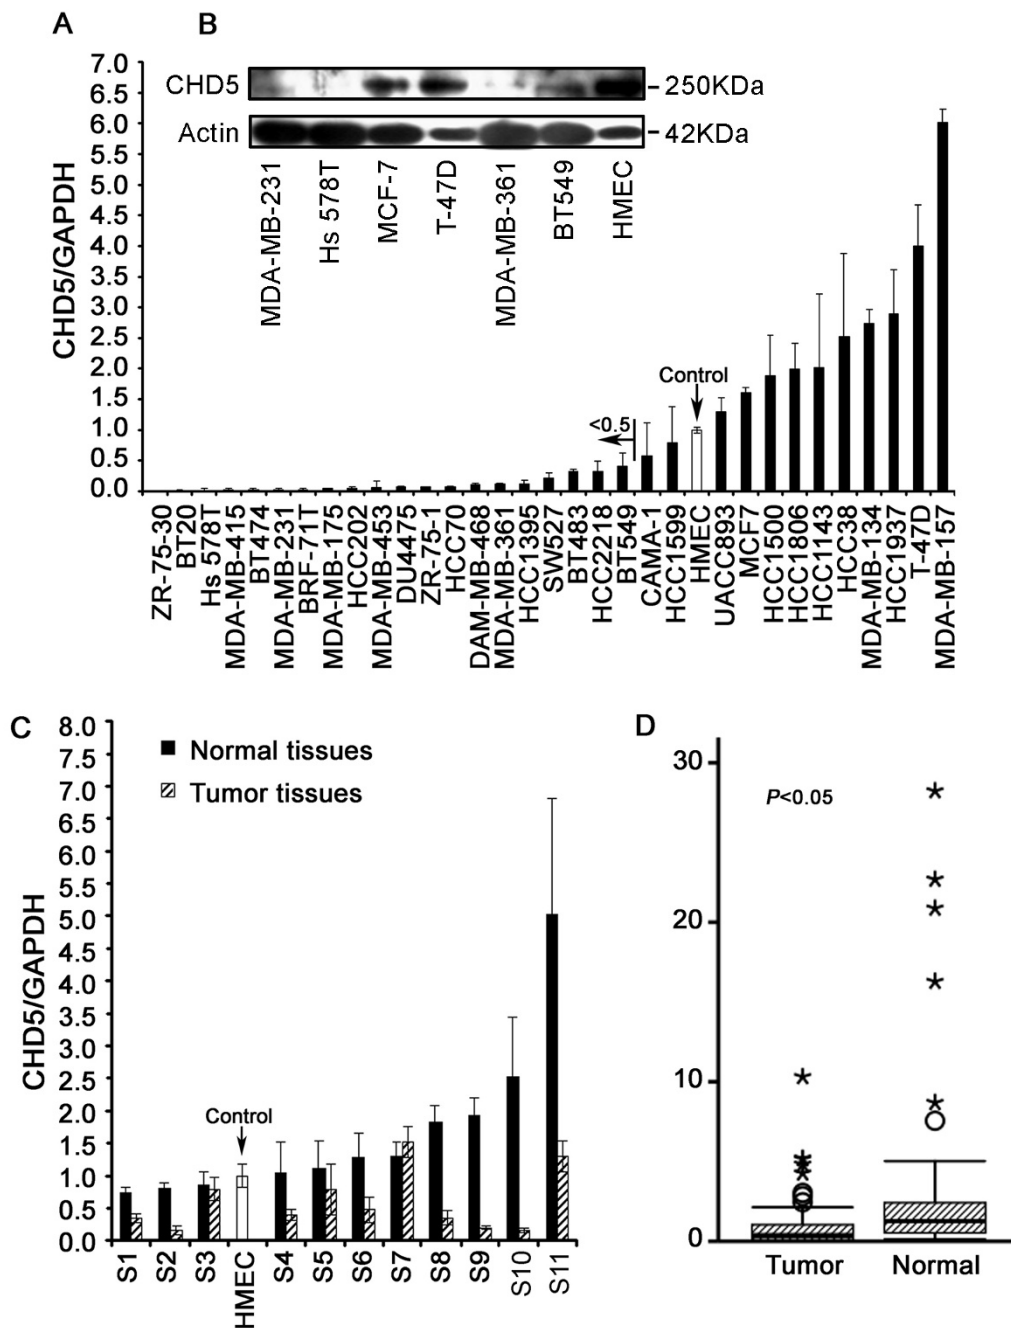 A
B
CHD5
250KDa
Actin
42KDa
MDA-MB-231
Hs 578T
MCF-7
T-47D
MDA-MB-361
BT549
HMEC
CHD5/GAPDH
7.0
6.5
6.0
5.5
5.0
4.5
4.0
3.5
3.0
2.5
2.0
1.5
1.0
0.5
0.0
<0.5
Control
ZR-75-30
BT20
Hs 578T
MDA-MB-415
BT474
MDA-MB-231
BRF-71T
MDA-MB-175
HCC202
MDA-MB-453
DU4475
ZR-75-1
HCC70
DAM-MB-468
MDA-MB-361
HCC1395
SW527
BT483
HCC2218
BT549
CAMA-1
HCC1599
HMEC
UACC893
MCF7
HCC1500
HCC1806
HCC1143
HCC38
MDA-MB-134
HCC1937
T-47D
MDA-MB-157
C
CHD5/GAPDH
8.0
7.5
7.0
6.5
6.0
5.5
5.0
4.5
4.0
3.5
3.0
2.5
2.0
1.5
1.0
0.5
0.0
Normal tissues
Tumor tissues
Control
S1
S2
S3
HMEC
S4
S5
S6
S7
S8
S9
S10
S11
D
30
20
10
0
P<0.05
Tumor
Normal